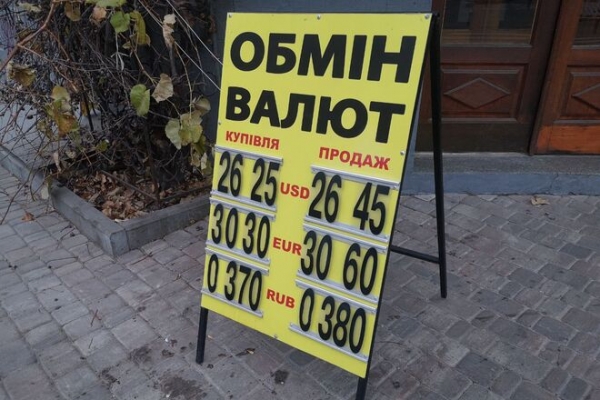 ОБМІН
ВАЛЮТ
КУПІВЛЯ ПРОДАЖ
26 25 USD 26 45
30 30 EUR 30 60
0 370 RUB 0 380